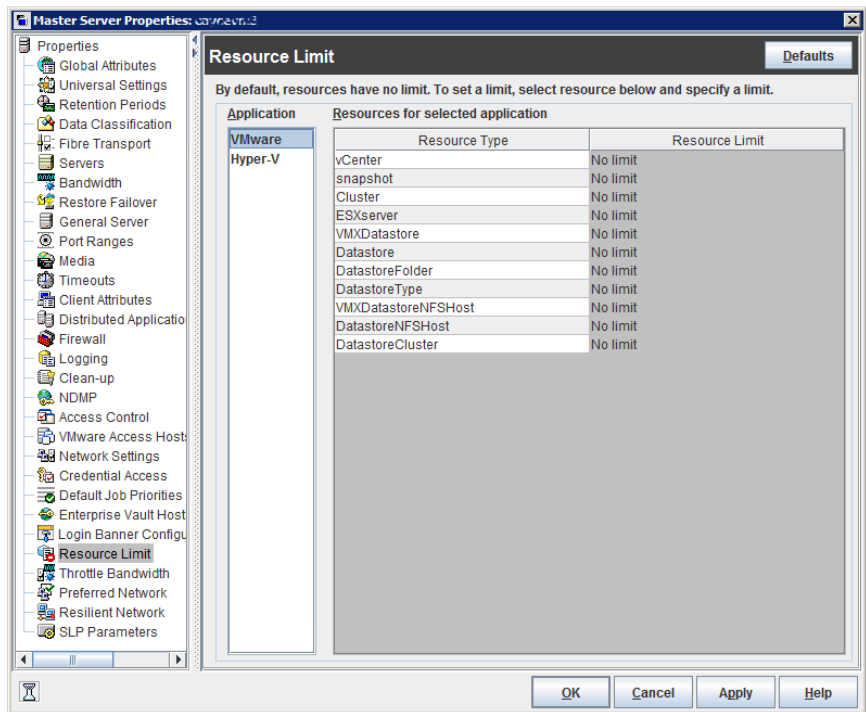 Master Server Properties:
Properties
Global Attributes
Universal Settings
Retention Periods
Data Classification
Fibre Transport
Servers
Bandwidth
Restore Failover
General Server
Port Ranges
Media
Timeouts
Client Attributes
Distributed Applicatio
Firewall
Logging
Clean-up
NDMP
Access Control
VMware Access Hosts
Network Settings
Credential Access
Default Job Priorities
Enterprise Vault Host
Login Banner Configu
Resource Limit
Throttle Bandwidth
Preferred Network
Resilient Network
SLP Parameters
Resource Limit
Defaults
By default, resources have no limit. To set a limit, select resource below and specify a limit.
Application
VMware
Hyper-V
Resources for selected application
Resource Type Resource Limit
vCenter No limit
snapshot No limit
Cluster No limit
ESXserver No limit
VMXDatastore No limit
Datastore No limit
DatastoreFolder No limit
DatastoreType No limit
VMXDatastoreNFSHost No limit
DatastoreNFSHost No limit
DatastoreCluster No limit
OK Cancel Apply Help